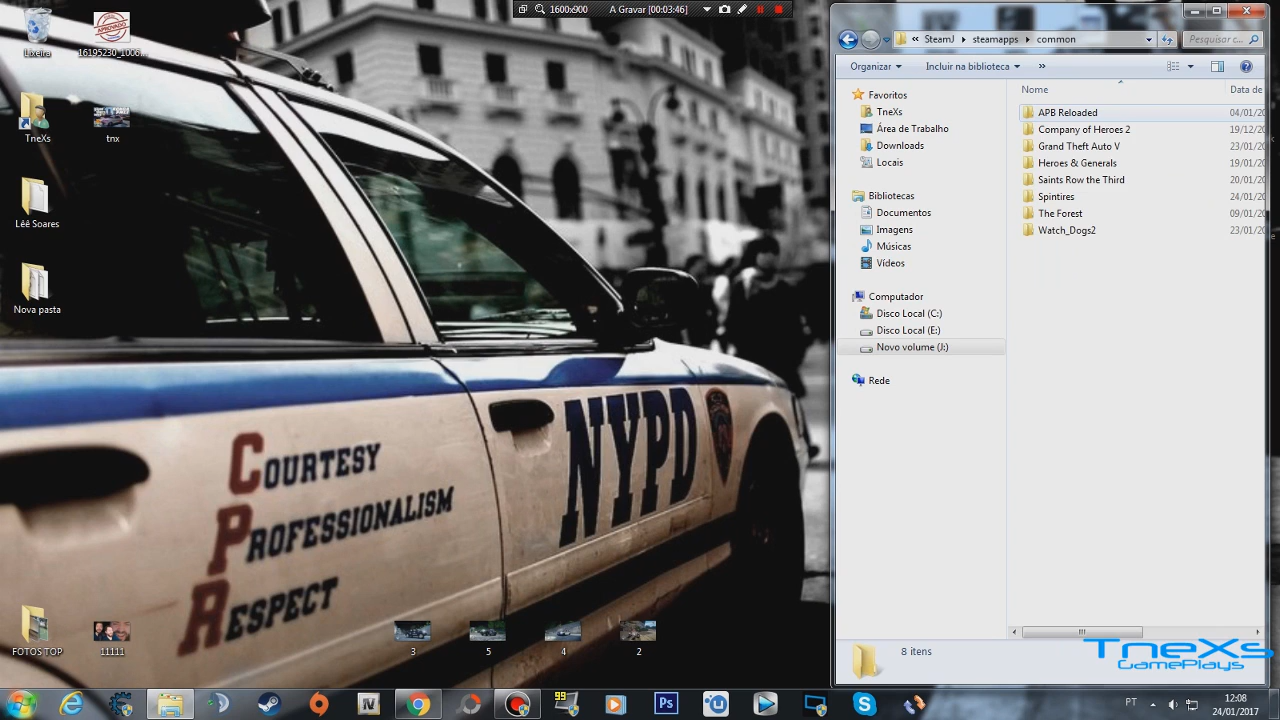 1600x900
A Gravar [00:03:46]
Lixeira
APROVADO
16195230_1006...
TneXs
tnx
Lêê Soares
Nova pasta
COURTESY
PROFESSIONALISM
RESPECT
NYPD
FOTOS TOP
11111
3
5
4
2
«
SteamJ
steamapps
common
Pesquisar c...
Organizar
Incluir na biblioteca
»
Favoritos
TneXs
Área de Trabalho
Downloads
Locais
Bibliotecas
Documentos
Imagens
Músicas
Vídeos
Computador
Disco Local (C:)
Disco Local (E:)
Novo volume (J:)
Rede
Nome
Data de
APB Reloaded
04/01/20
Company of Heroes 2
19/12/20
Grand Theft Auto V
23/01/20
Heroes & Generals
19/01/20
Saints Row the Third
20/01/20
Spintires
24/01/20
The Forest
09/01/20
Watch_Dogs2
23/01/20
8 itens
TneXs
GamePlays
99
Ps
PT
12:08
24/01/2017